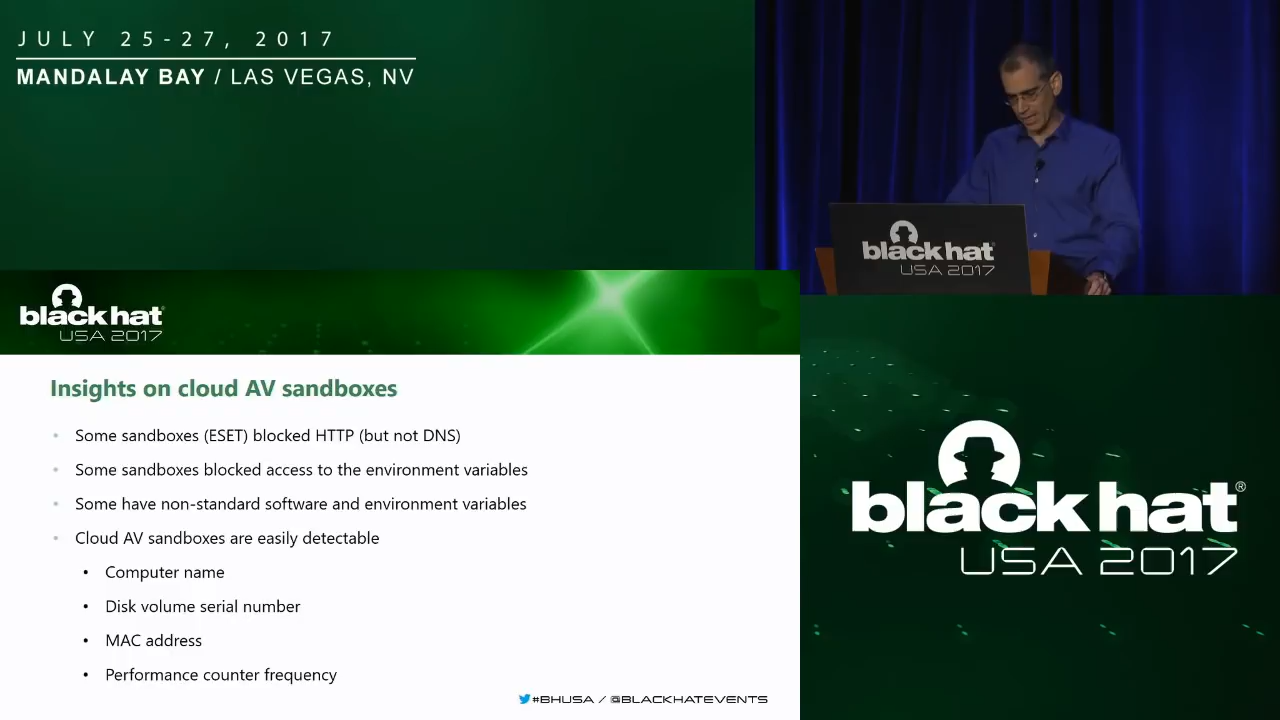 JULY 25-27, 2017
MANDALAY BAY / LAS VEGAS, NV
black hat
USA 2017
black hat®
USA 2017
Insights on cloud AV sandboxes
• Some sandboxes (ESET) blocked HTTP (but not DNS)
• Some sandboxes blocked access to the environment variables
• Some have non-standard software and environment variables
• Cloud AV sandboxes are easily detectable
• Computer name
• Disk volume serial number
• MAC address
• Performance counter frequency
#BHUSA / @BLACKHATEVENTS
black hat®
USA 2017